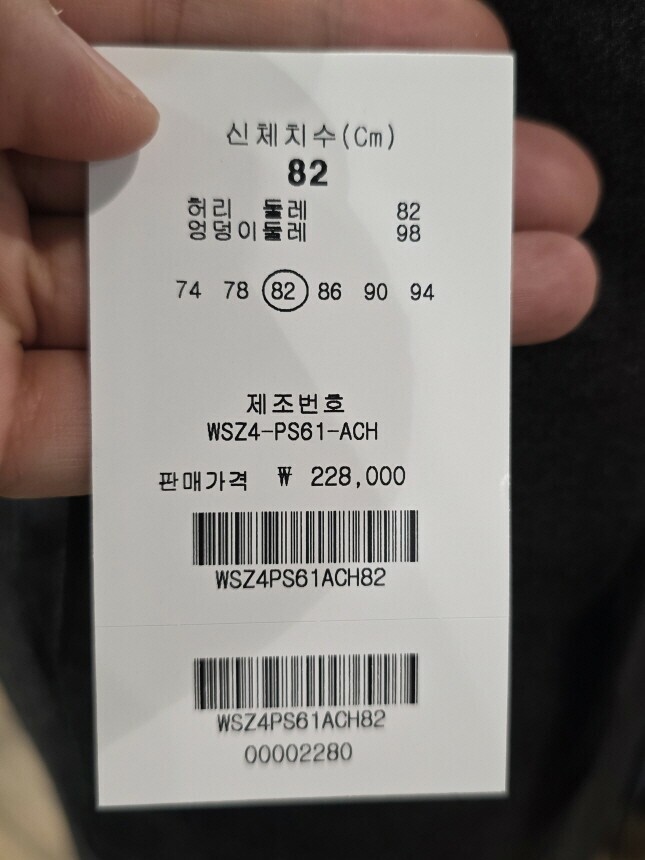 신체치수(Cm)
82
허리 둘레 82
엉덩이둘레 98
74 78 82 86 90 94
제조번호
WSZ4-PS61-ACH
판매가격 ₩ 228,000
WSZ4PS61ACH82
WSZ4PS61ACH82
00002280